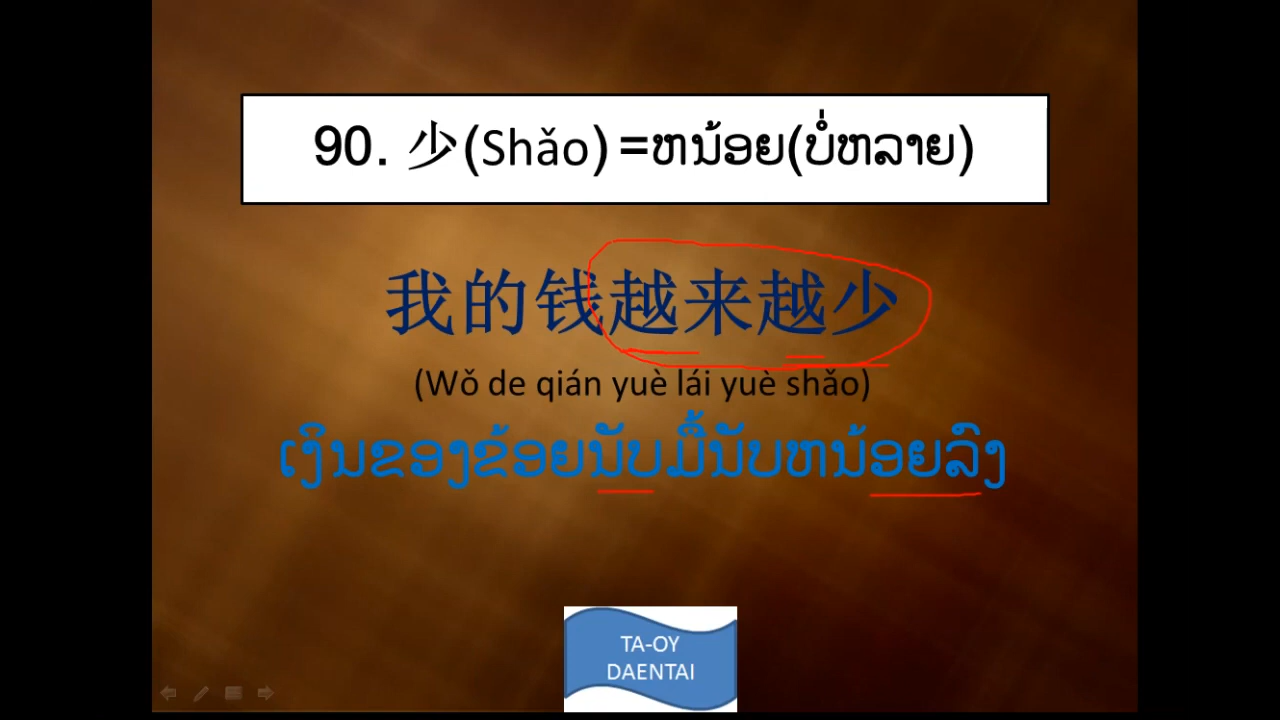 90. 少(Shǎo) =ຫນ້ອຍ(ບໍ່ຫລາຍ)
我的钱越来越少
(Wǒ de qián yuè lái yuè shǎo)
ເງິນຂອງຂ້ອຍນັບມື້ນັບຫນ້ອຍລົງ
TA-OY
DAENTAI